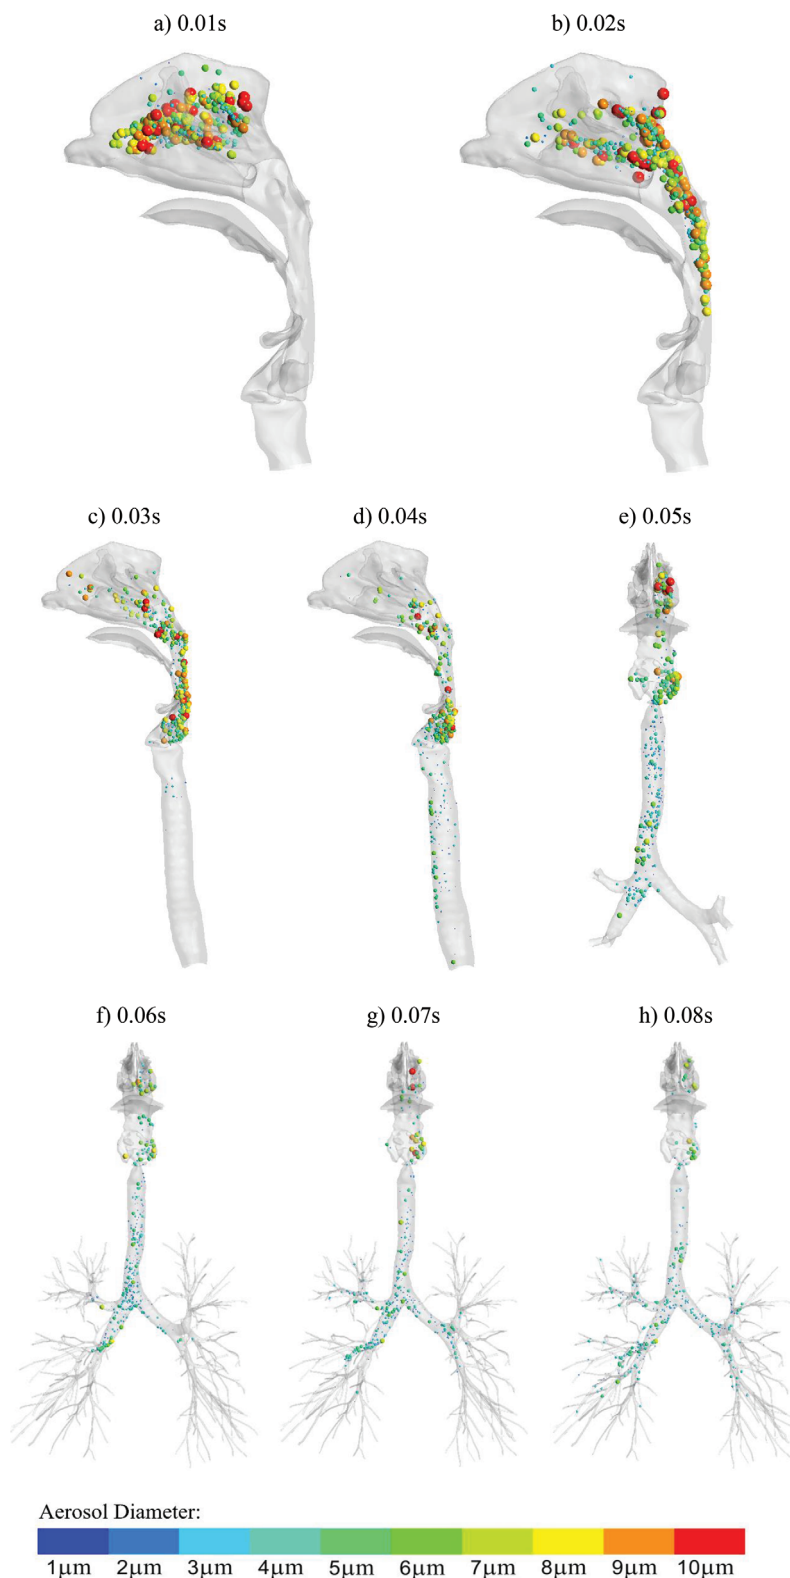 a) 0.01s
b) 0.02s
c) 0.03s
d) 0.04s
e) 0.05s
f) 0.06s
g) 0.07s
h) 0.08s
Aerosol Diameter:
1μm 2μm 3μm 4μm 5μm 6μm 7μm 8μm 9μm 10μm